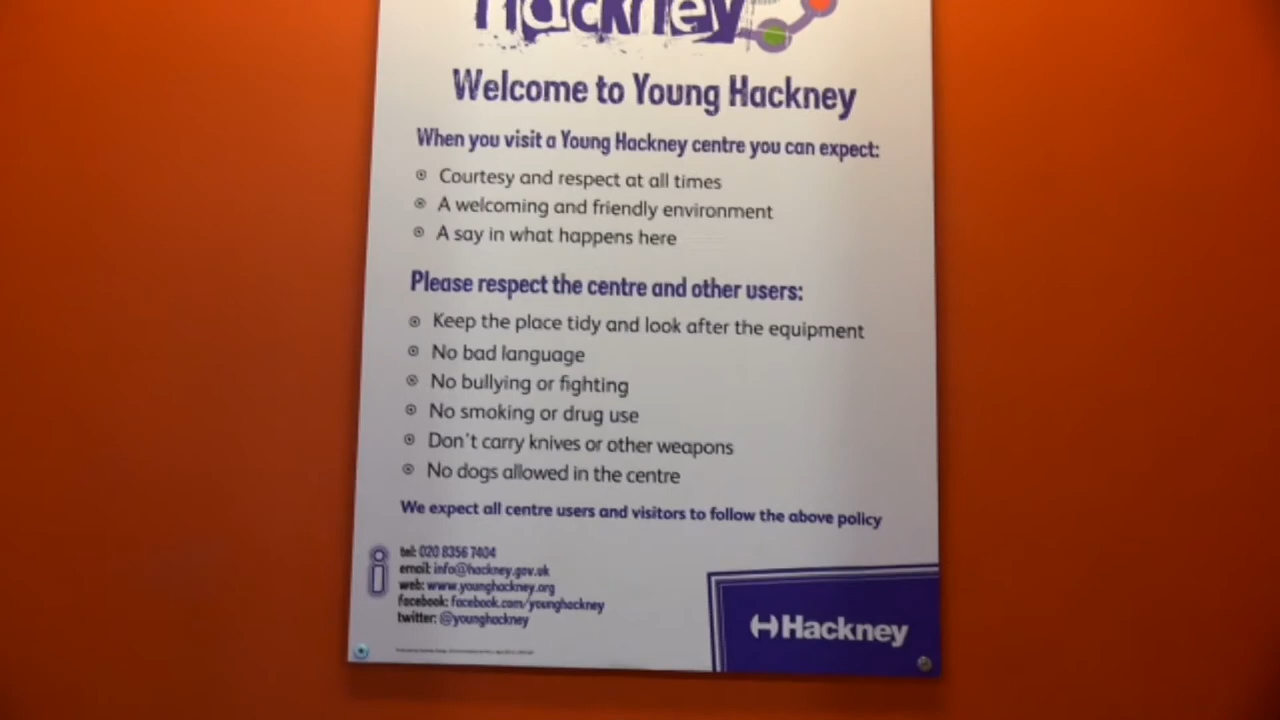 hackney
Welcome to Young Hackney
When you visit a Young Hackney centre you can expect:
Courtesy and respect at all times
A welcoming and friendly environment
A say in what happens here
Please respect the centre and other users:
Keep the place tidy and look after the equipment
No bad language
No bullying or fighting
No smoking or drug use
Don't carry knives or other weapons
No dogs allowed in the centre
We expect all centre users and visitors to follow the above policy
tel: 020 8356 7404
email: info@hackney.gov.uk
web: www.younghackney.org
facebook: facebook.com/younghackney
twitter: @younghackney
Hackney